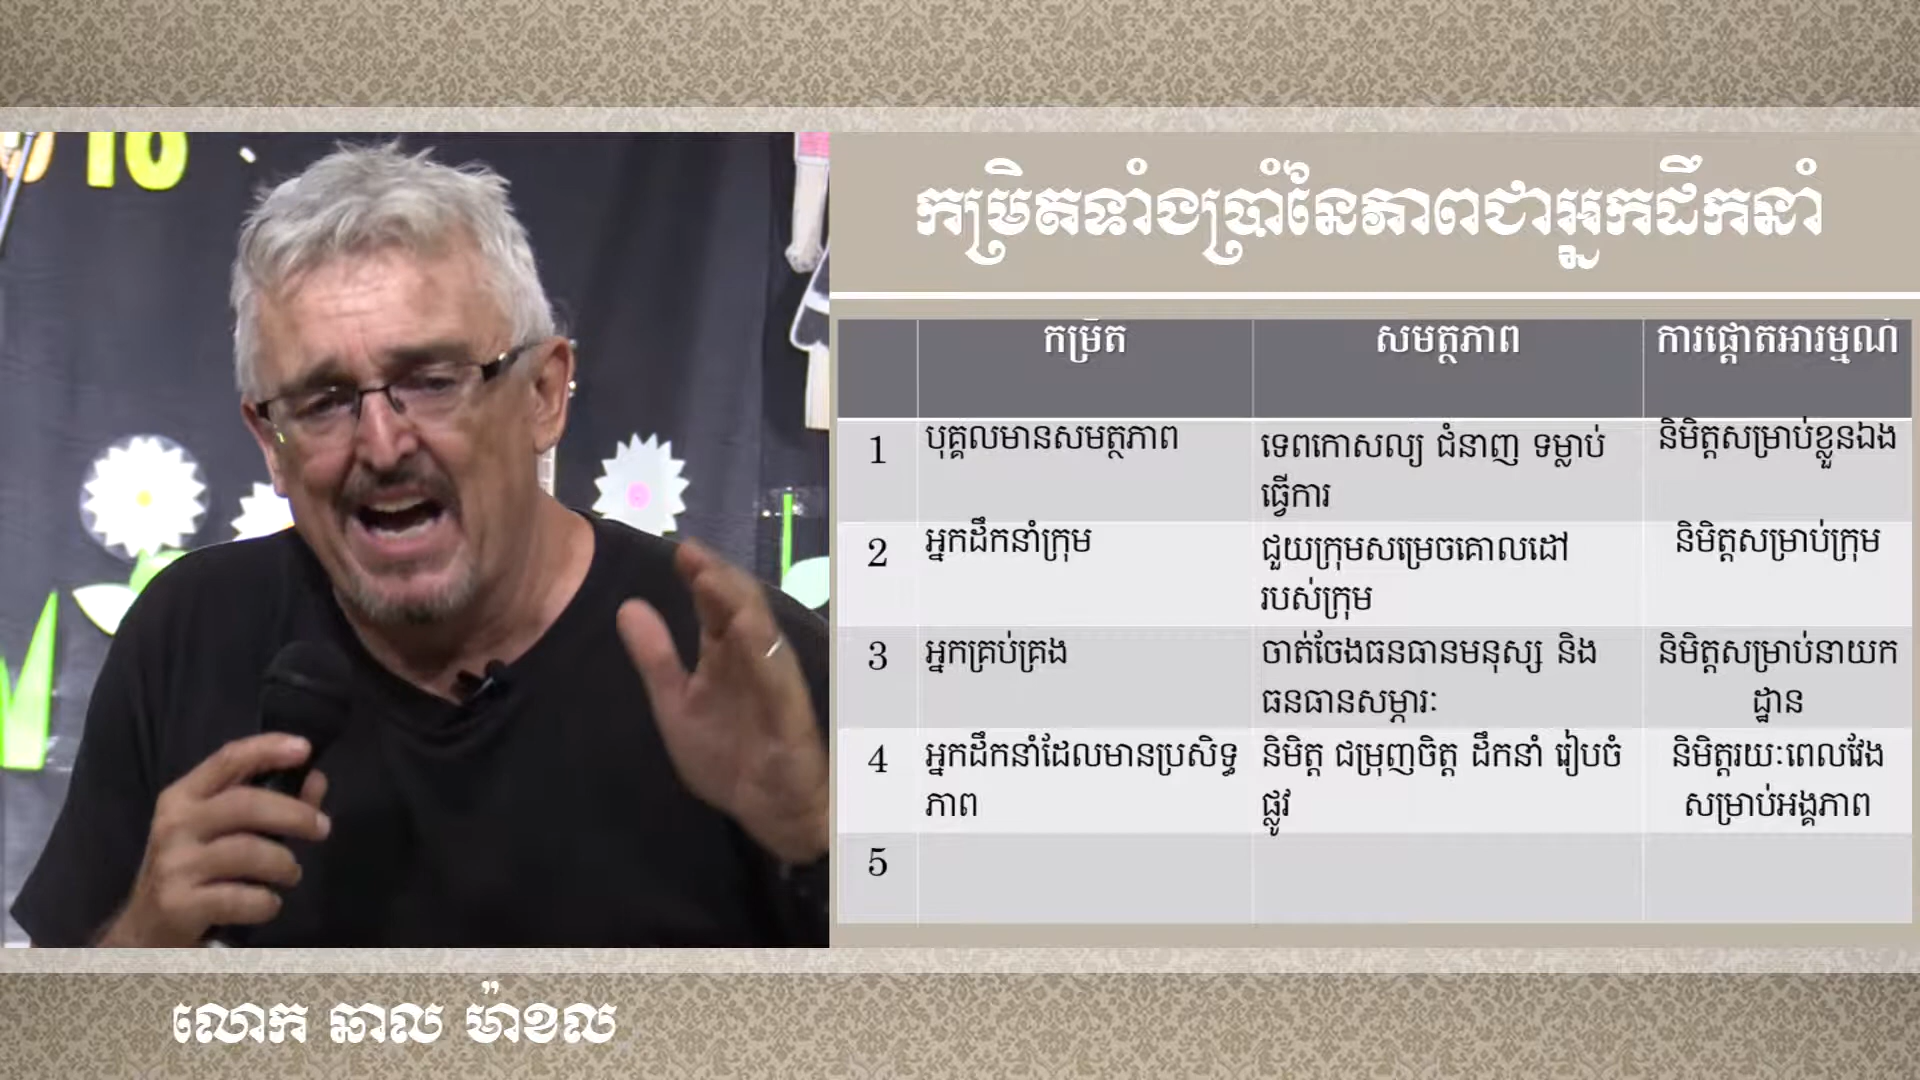 18
កម្រិតទាំងប្រាំនៃភាពជាអ្នកដឹកនាំ
កម្រិត សមត្ថភាព ការផ្តោតអារម្មណ៍
1 បុគ្គលមានសមត្ថភាព ទេពកោសល្យ ជំនាញ ទម្លាប់ និមិត្តសម្រាប់ខ្លួនឯង
ធ្វើការ
2 អ្នកដឹកនាំក្រុម ជួយក្រុមសម្រេចគោលដៅ និមិត្តសម្រាប់ក្រុម
របស់ក្រុម
3 អ្នកគ្រប់គ្រង ចាត់ចែងធនធានមនុស្ស និង និមិត្តសម្រាប់នាយក
ធនធានសម្ភារៈ ដ្ឋាន
4 អ្នកដឹកនាំដែលមានប្រសិទ្ធ និមិត្ត ជម្រុញចិត្ត ដឹកនាំ រៀបចំ និមិត្តរយៈពេលវែង
ភាព ផ្លូវ សម្រាប់អង្គភាព
5
លោក ឆាល ម៉ាខល